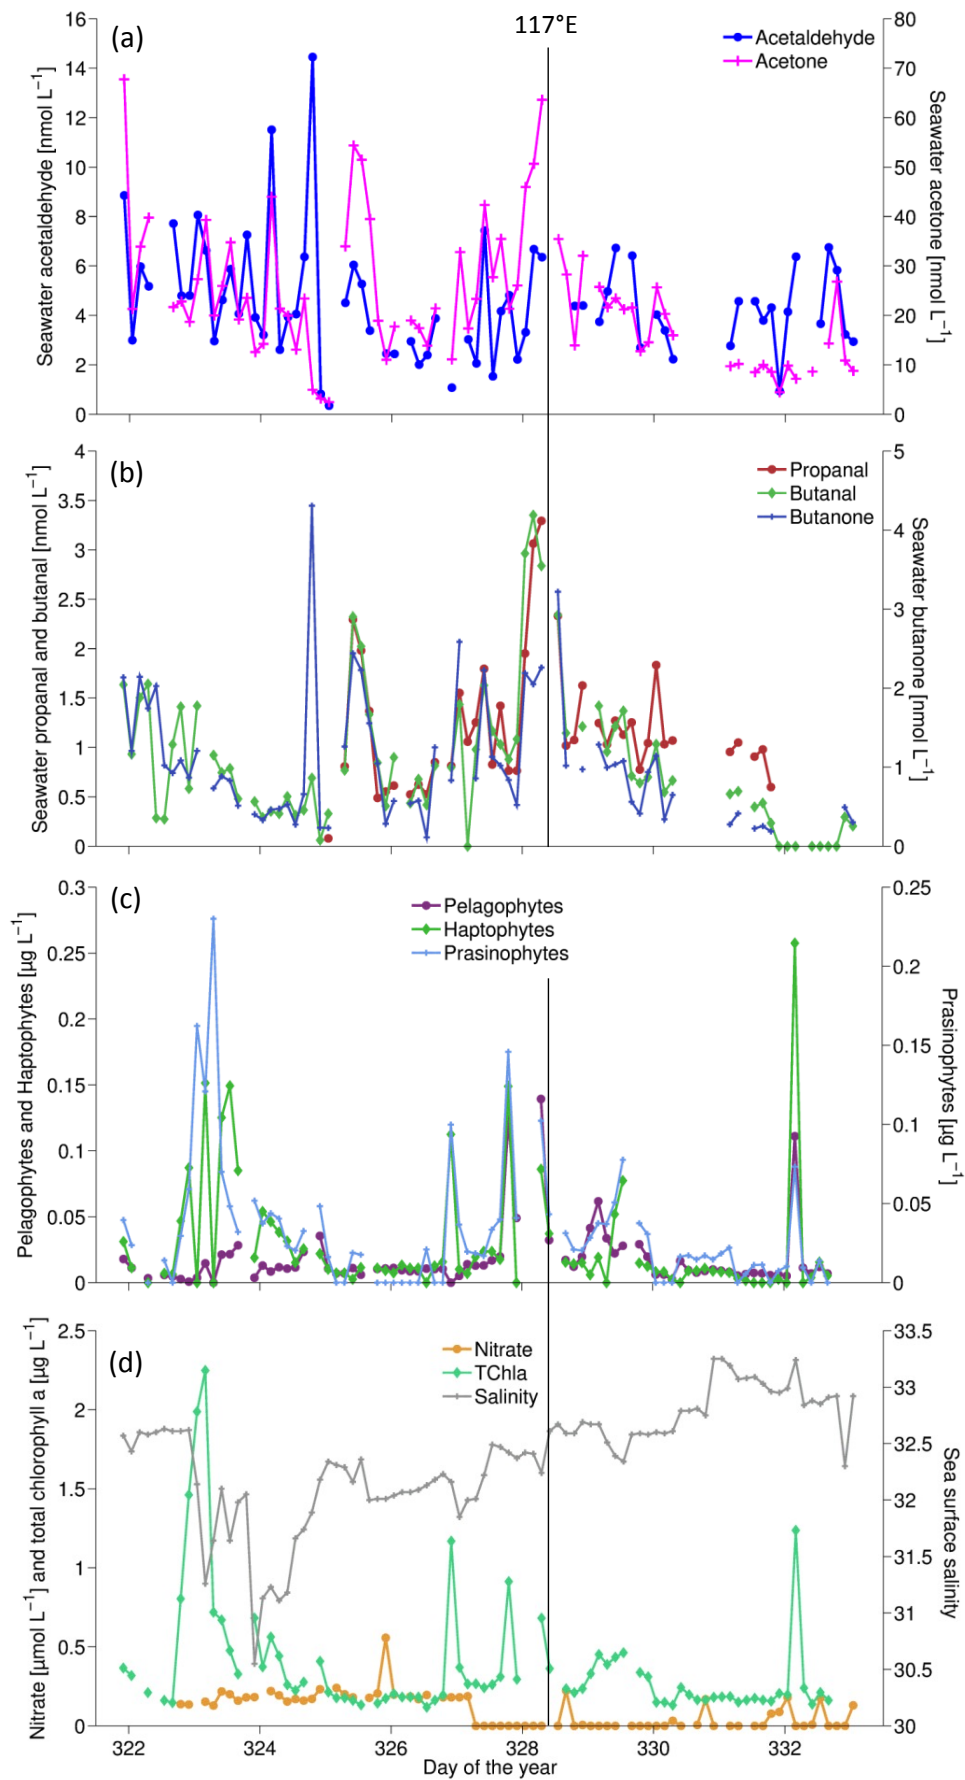 117°E
(a)
Acetaldehyde
Acetone
Seawater acetaldehyde [nmol L⁻¹]
Seawater acetone [nmol L⁻¹]
16
14
12
10
8
6
4
2
0
80
70
60
50
40
30
20
10
0
(b)
Propanal
Butanal
Butanone
Seawater propanal and butanal [nmol L⁻¹]
Seawater butanone [nmol L⁻¹]
4
3.5
3
2.5
2
1.5
1
0.5
0
5
4
3
2
1
0
(c)
Pelagophytes
Haptophytes
Prasinophytes
Pelagophytes and Haptophytes [µg L⁻¹]
Prasinophytes [µg L⁻¹]
0.3
0.25
0.2
0.15
0.1
0.05
0
0.25
0.2
0.15
0.1
0.05
0
(d)
Nitrate
TChla
Salinity
Nitrate [µmol L⁻¹] and total chlorophyll a [µg L⁻¹]
Sea surface salinity
2.5
2
1.5
1
0.5
0
33.5
33
32.5
32
31.5
31
30.5
30
322
324
326
328
330
332
Day of the year